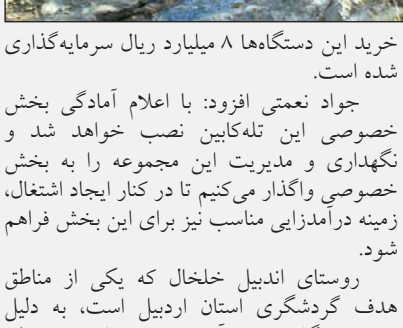 خرید این دستگاه‌ها ۸ میلیارد ریال سرمایه‌گذاری
شده است.
جواد نعمتی افزود: با اعلام آمادگی بخش
خصوصی این تله‌کابین نصب خواهد شد و
نگهداری و مدیریت این مجموعه را به بخش
خصوصی واگذار می‌کنیم تا در کنار ایجاد اشتغال،
زمینه درآمدزایی مناسب نیز برای این بخش فراهم
شود.
روستای اندبیل خلخال که یکی از مناطق
هدف گردشگری استان اردبیل است، به دلیل